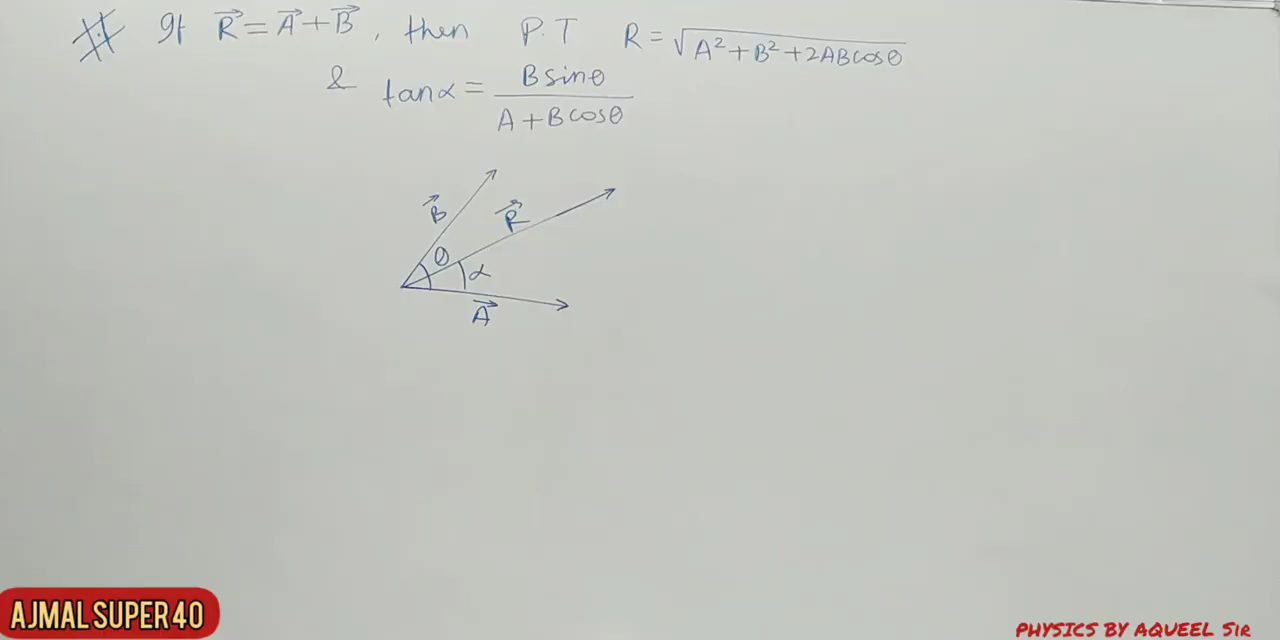 # If R⃗ = A⃗ + B⃗, then P.T R = √(A² + B² + 2ABcosθ)
& tanα = Bsinθ / (A + Bcosθ)
B⃗
R⃗
θ
α
A⃗
AJMAL SUPER 40
PHYSICS BY AQUEEL SIR